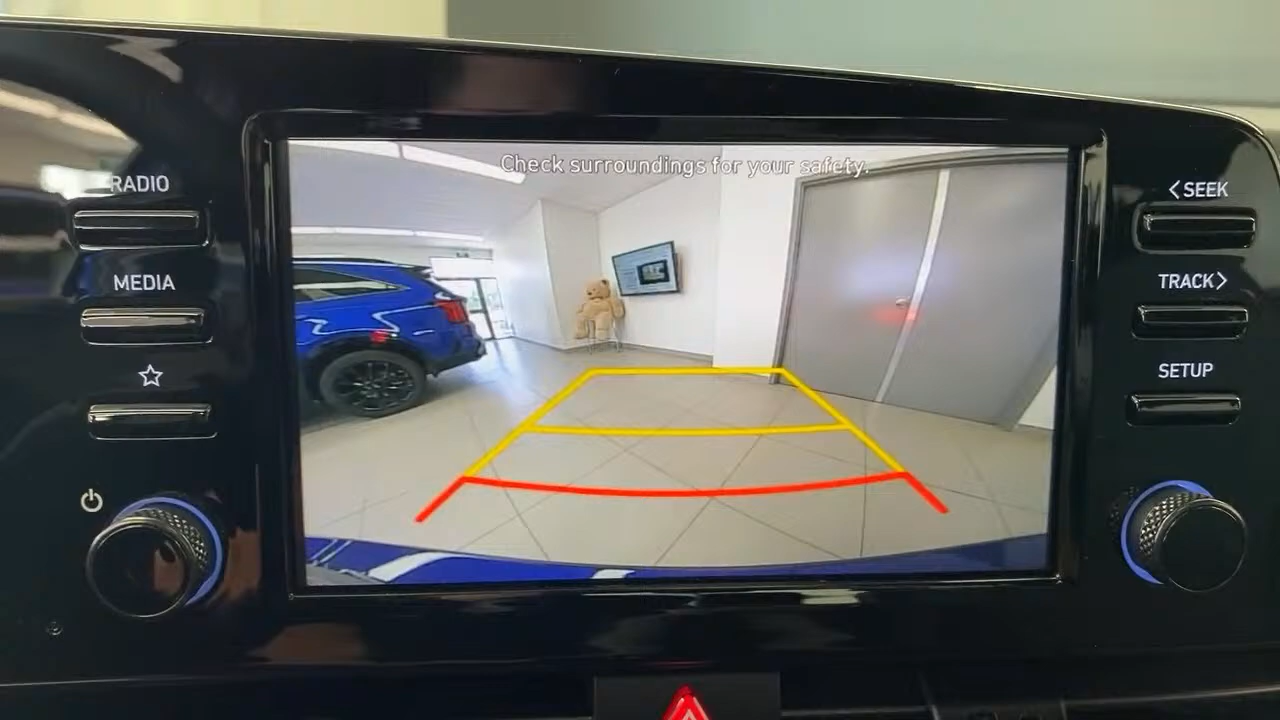 Check surroundings for your safety.
RADIO
MEDIA
<SEEK
TRACK>
SETUP